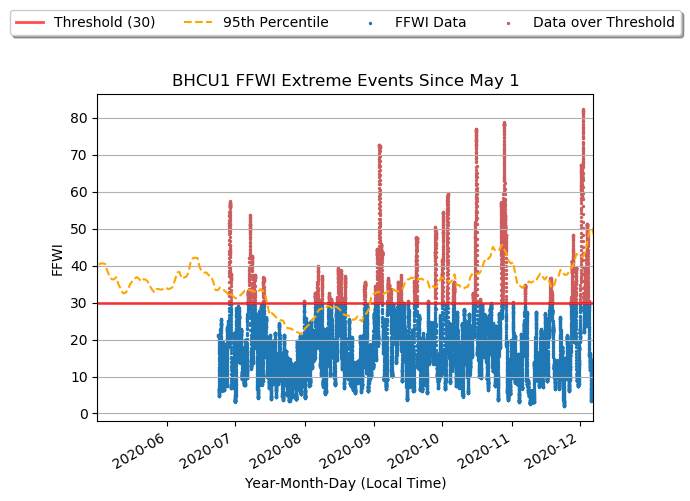 Threshold (30) 95th Percentile FFWI Data Data over Threshold
BHCU1 FFWI Extreme Events Since May 1
80
70
60
50
40
30
20
10
0
FFWI
2020-06 2020-07 2020-08 2020-09 2020-10 2020-11 2020-12
Year-Month-Day (Local Time)